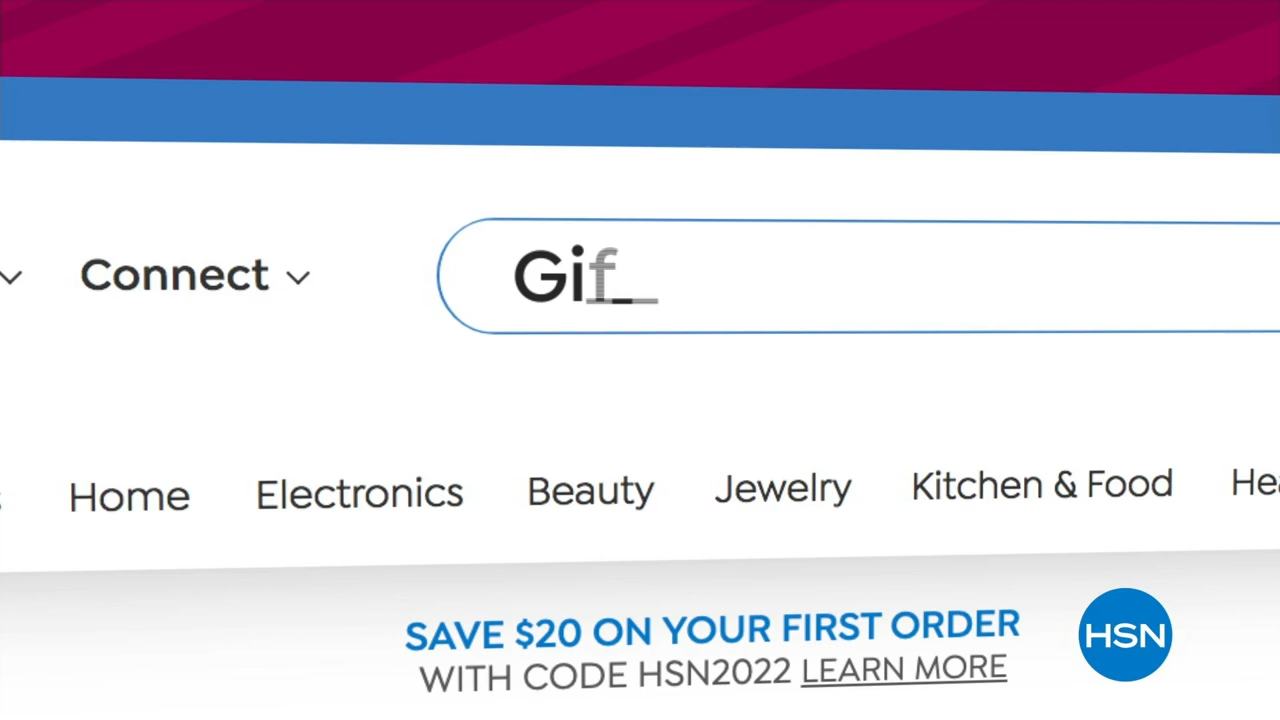 Connect
Gif_
Home Electronics Beauty Jewelry Kitchen & Food Hea
SAVE $20 ON YOUR FIRST ORDER
WITH CODE HSN2022 LEARN MORE
HSN